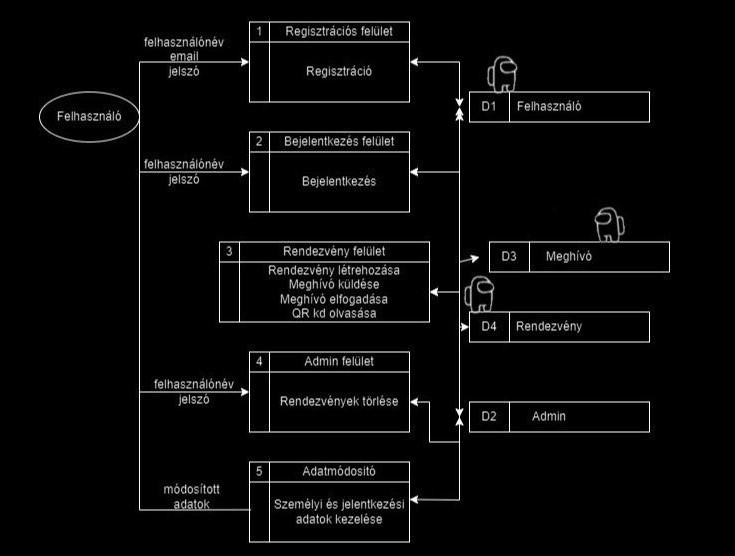 Felhasználó
felhasználónév
email
jelszó
1 Regisztrációs felület
Regisztráció
D1 Felhasználó
felhasználónév
jelszó
2 Bejelentkezés felület
Bejelentkezés
3 Rendezvény felület
Rendezvény létrehozása
Meghívó küldése
Meghívó elfogadása
QR kd olvasása
D3 Meghívó
D4 Rendezvény
felhasználónév
jelszó
4 Admin felület
Rendezvények törlése
D2 Admin
módosított
adatok
5 Adatmódositó
Személyi és jelentkezési
adatok kezelése